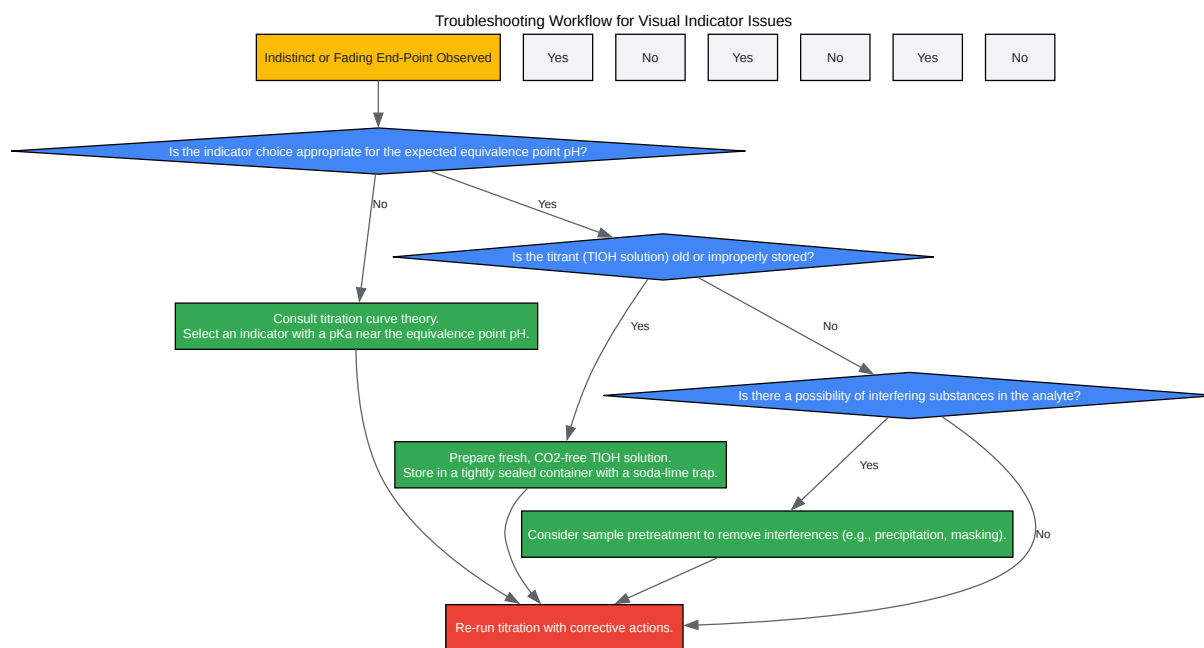 Troubleshooting Workflow for Visual Indicator Issues
Indistinct or Fading End-Point Observed
Yes
No
Yes
No
Yes
No
Is the indicator choice appropriate for the expected equivalence point pH?
No
Yes
Is the titrant (TlOH solution) old or improperly stored?
Consult titration curve theory.
Select an indicator with a pKa near the equivalence point pH.
Yes
No
Is there a possibility of interfering substances in the analyte?
Prepare fresh, CO2-free TlOH solution.
Store in a tightly sealed container with a soda-lime trap.
Yes
Consider sample pretreatment to remove interferences (e.g., precipitation, masking).
No
Re-run titration with corrective actions.